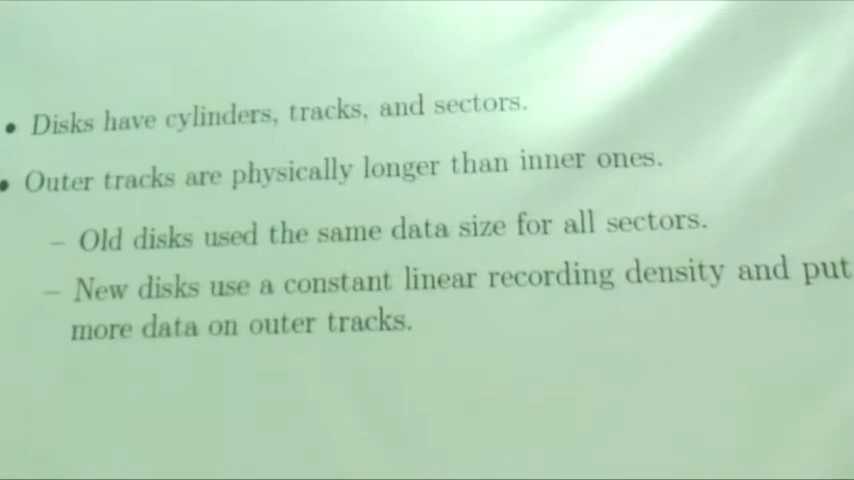 • Disks have cylinders, tracks, and sectors.
• Outer tracks are physically longer than inner ones.
– Old disks used the same data size for all sectors.
– New disks use a constant linear recording density and put
more data on outer tracks.